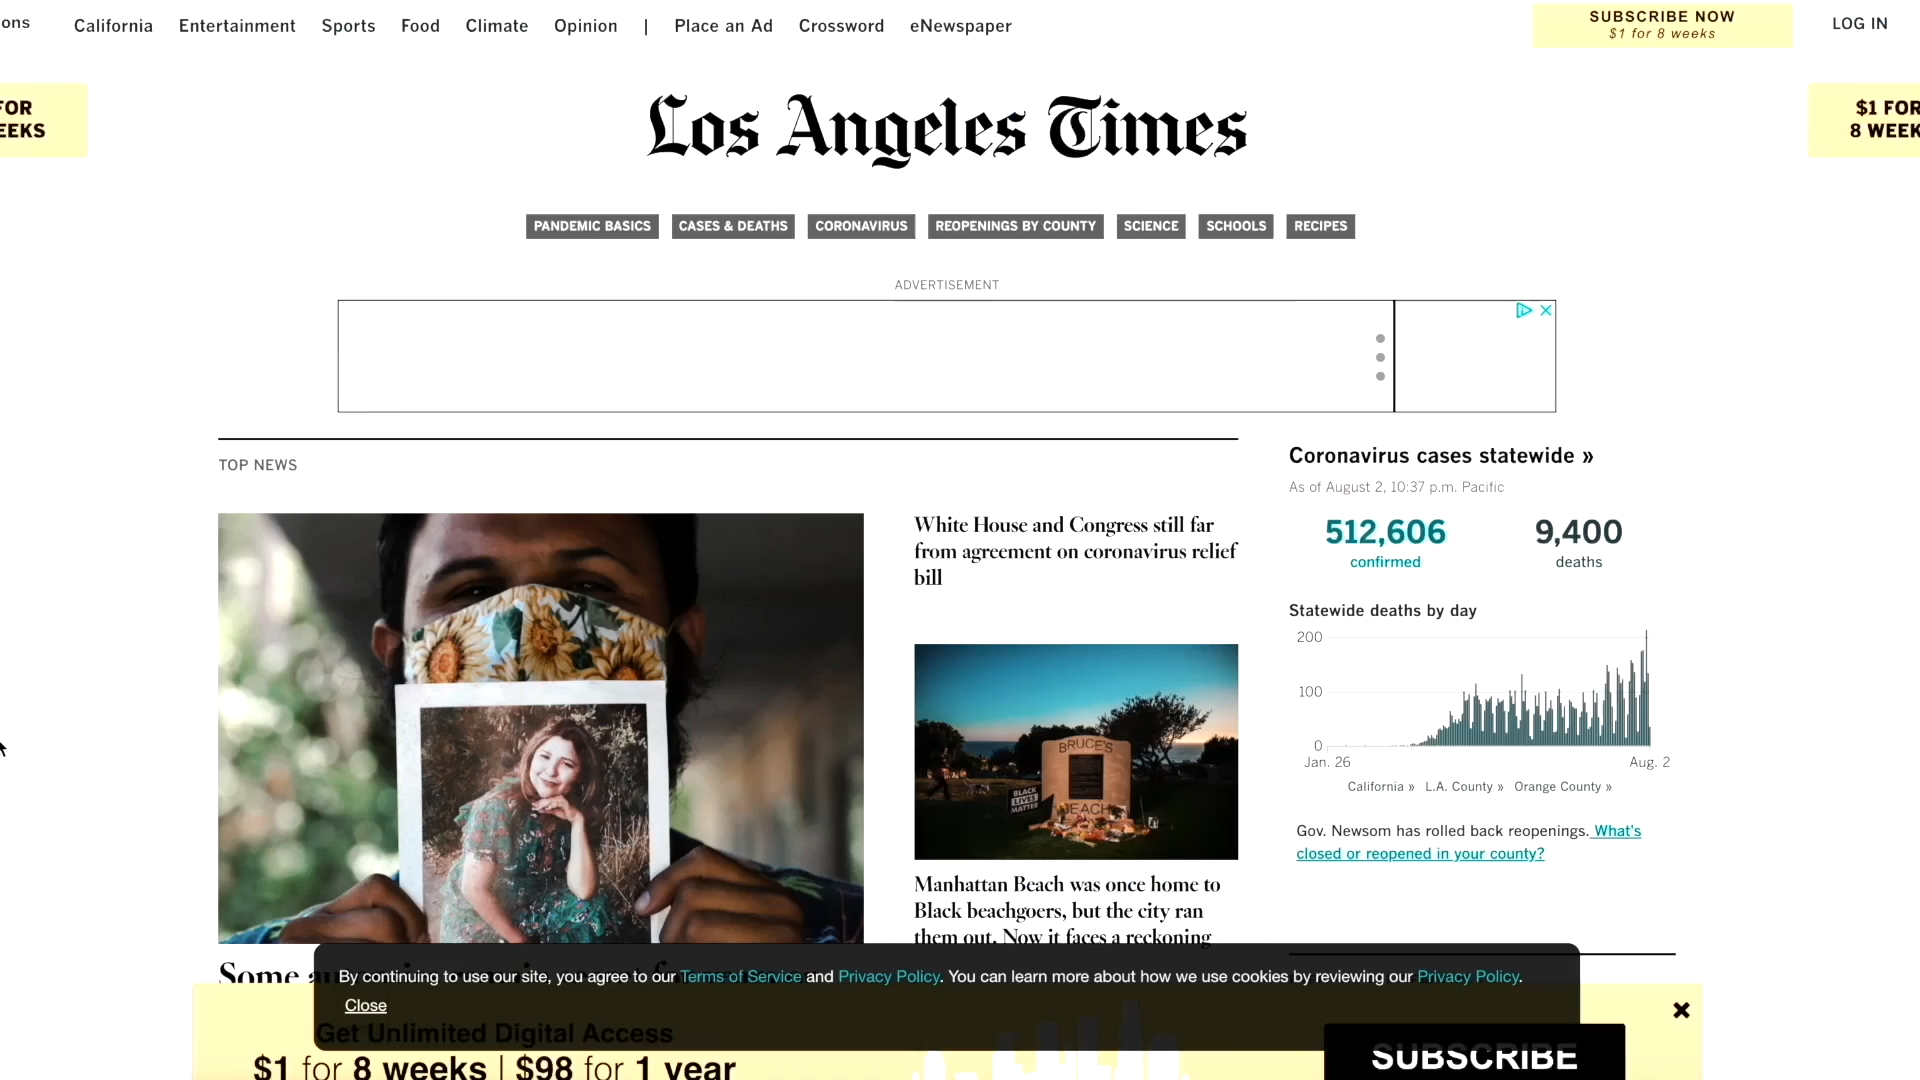 ons California Entertainment Sports Food Climate Opinion | Place an Ad Crossword eNewspaper
SUBSCRIBE NOW
$1 for 8 weeks
LOG IN
FOR
EEKS
Los Angeles Times
$1 FOR
8 WEEK
PANDEMIC BASICS CASES & DEATHS CORONAVIRUS REOPENINGS BY COUNTY SCIENCE SCHOOLS RECIPES
ADVERTISEMENT
TOP NEWS
White House and Congress still far
from agreement on coronavirus relief
bill
BRUCE'S
BEACH
BLACK
LIVES
MATTER
Manhattan Beach was once home to
Black beachgoers, but the city ran
them out. Now it faces a reckoning
Coronavirus cases statewide »
As of August 2, 10:37 p.m. Pacific
512,606 9,400
confirmed deaths
Statewide deaths by day
200
100
0
Jan. 26 Aug. 2
California » L.A. County » Orange County »
Gov. Newsom has rolled back reopenings. What's
closed or reopened in your county?
Some
By continuing to use our site, you agree to our Terms of Service and Privacy Policy. You can learn more about how we use cookies by reviewing our Privacy Policy.
Close
Get Unlimited Digital Access
$1 for 8 weeks | $98 for 1 year
SUBSCRIBE